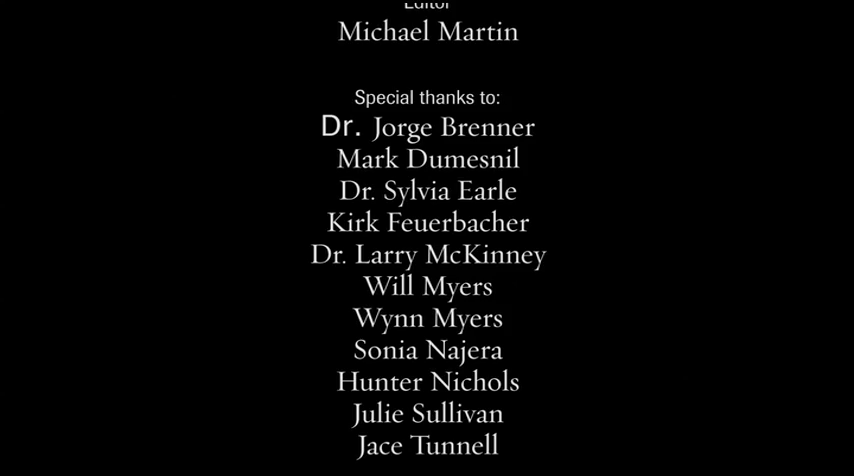 Editor
Michael Martin
Special thanks to:
Dr. Jorge Brenner
Mark Dumesnil
Dr. Sylvia Earle
Kirk Feuerbacher
Dr. Larry McKinney
Will Myers
Wynn Myers
Sonia Najera
Hunter Nichols
Julie Sullivan
Jace Tunnell